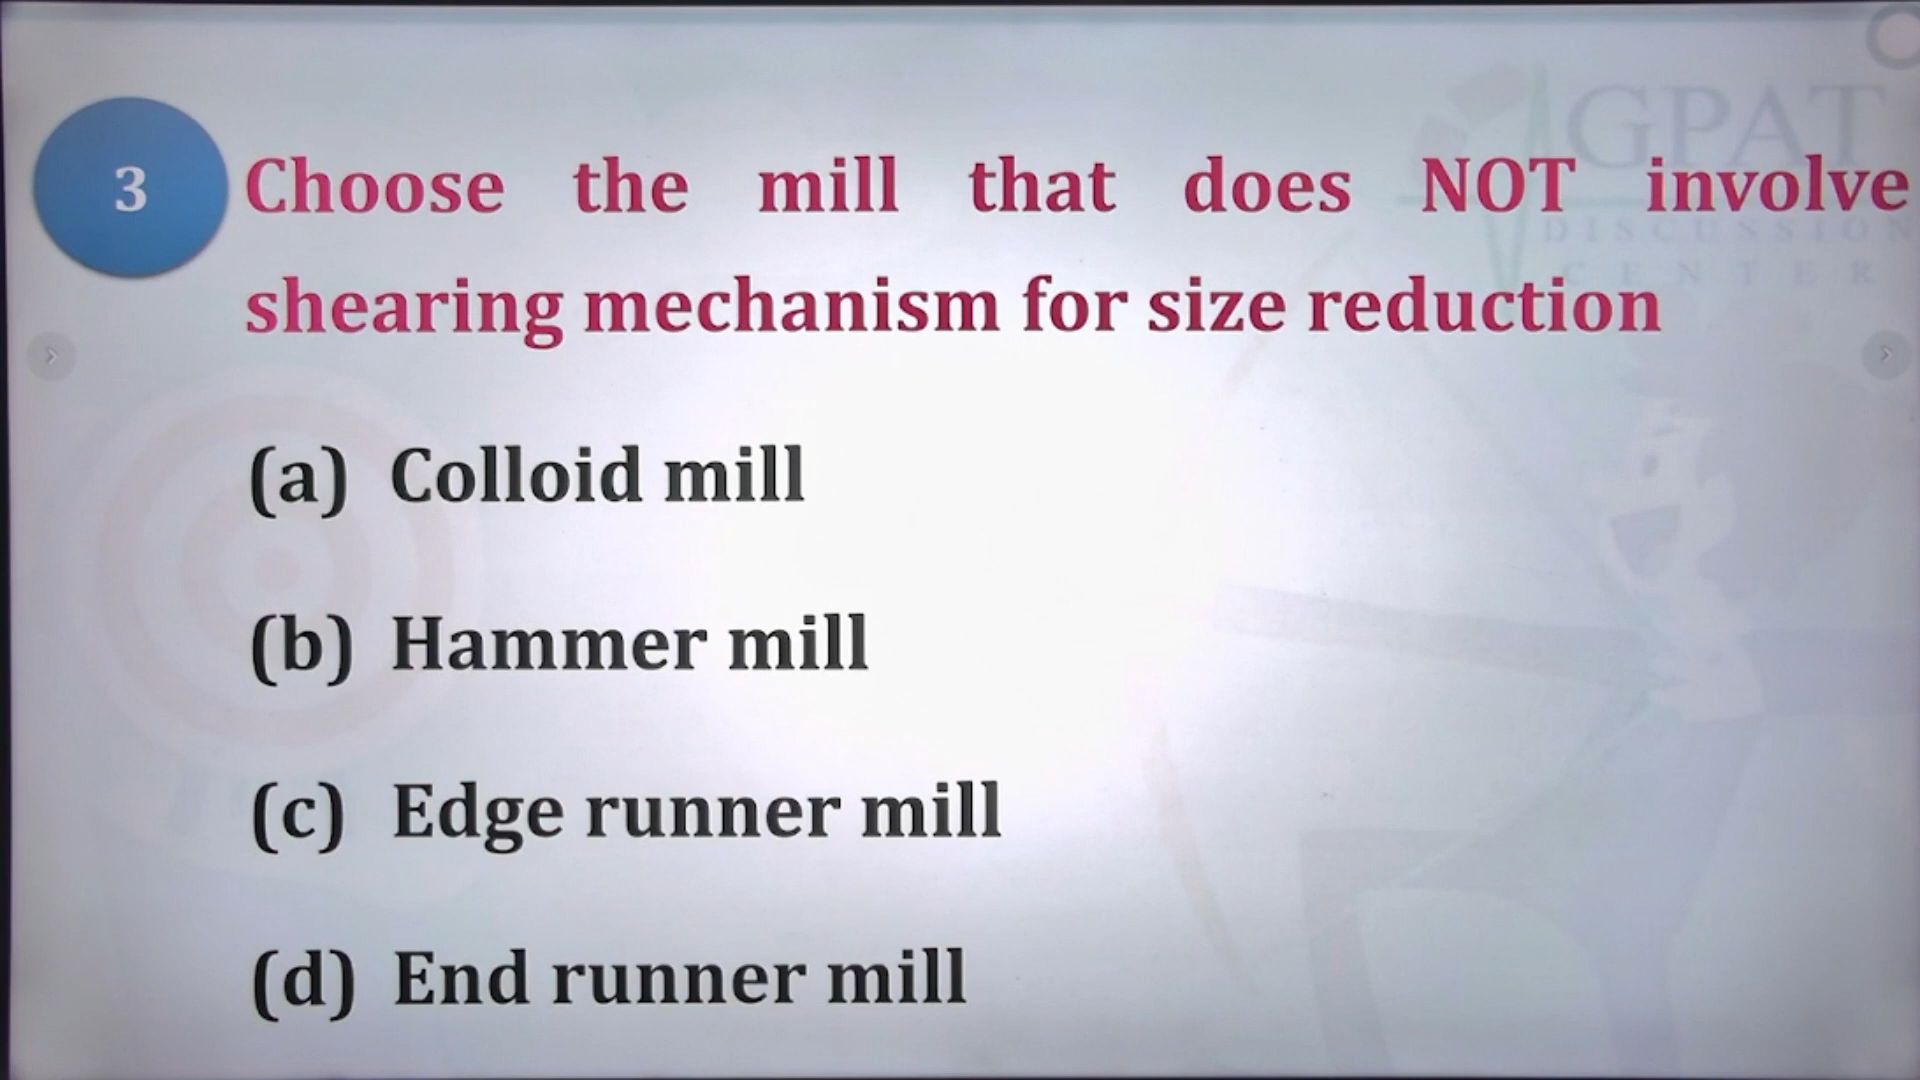 GPAT
DISCUSSION
CENTER
3
Choose the mill that does NOT involve
shearing mechanism for size reduction
(a) Colloid mill
(b) Hammer mill
(c) Edge runner mill
(d) End runner mill